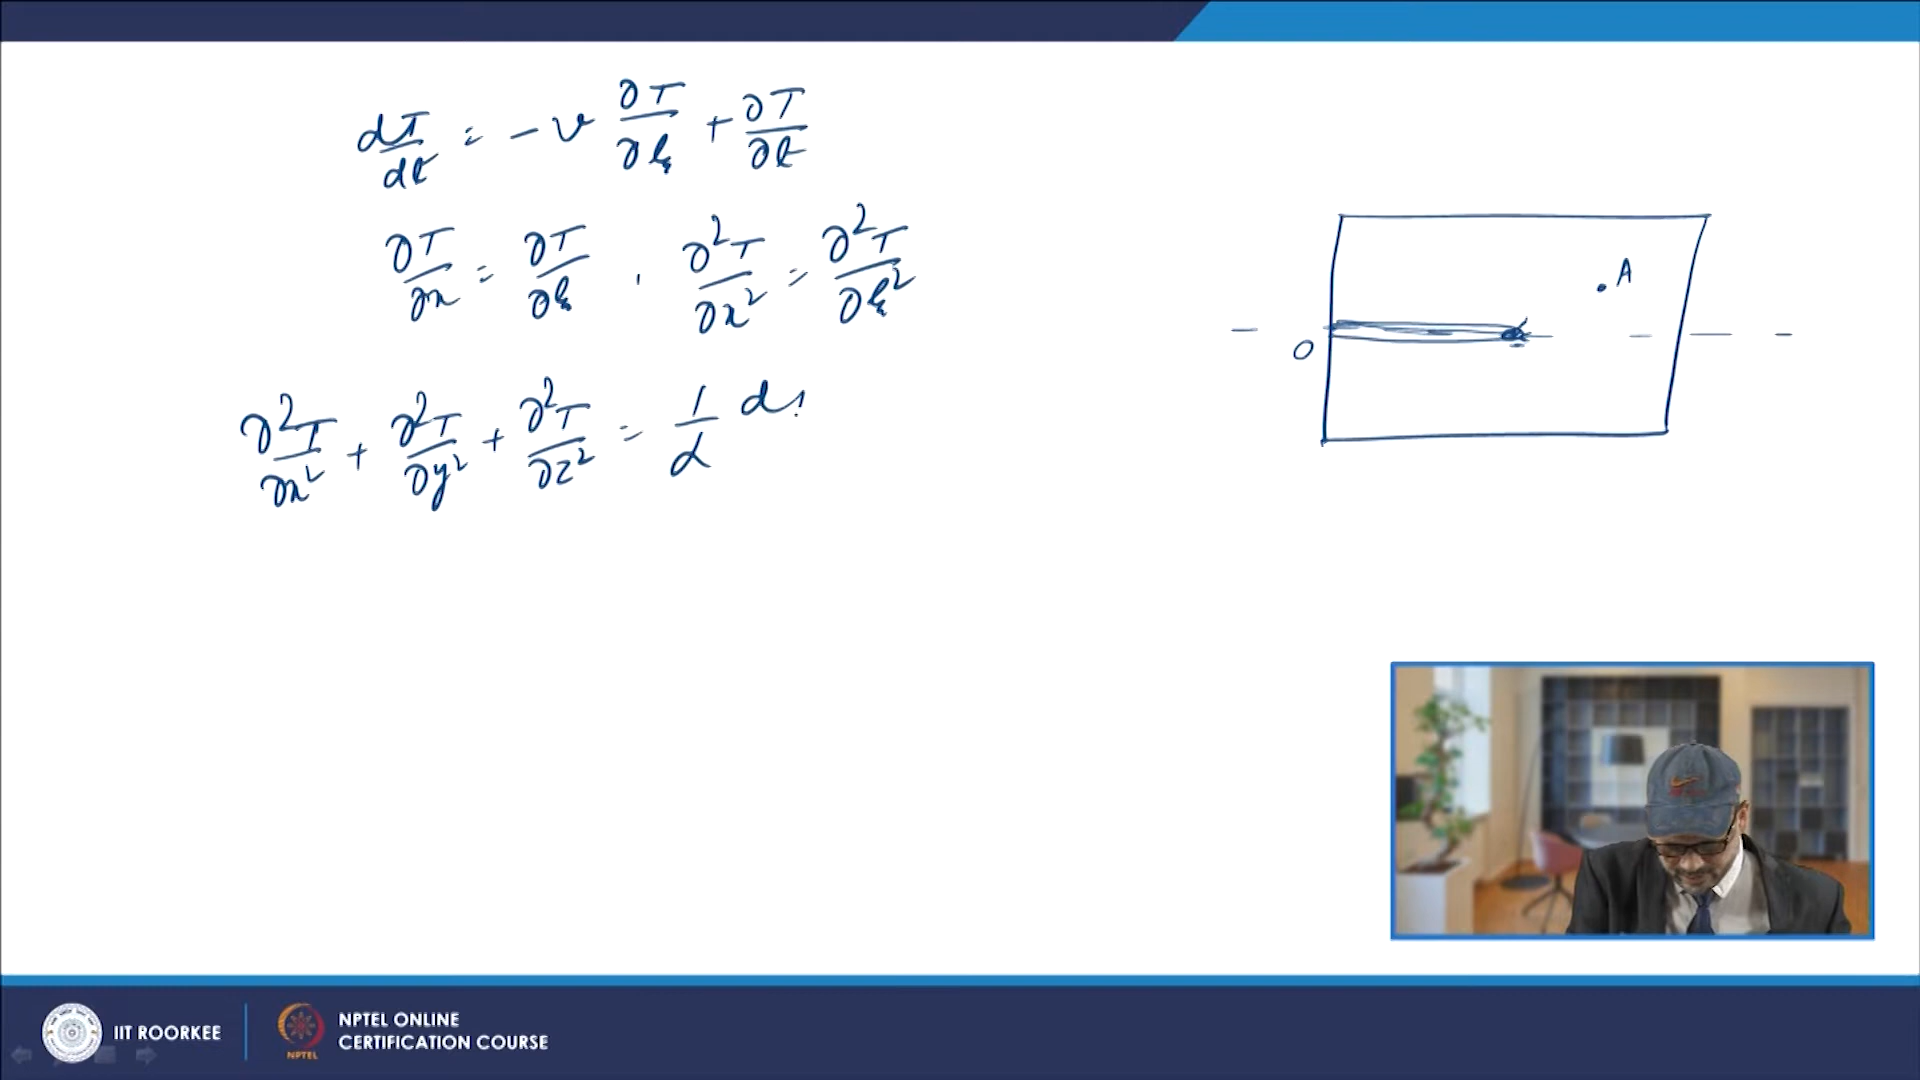 dT/dt = -v ∂T/∂ξ + ∂T/∂t
∂T/∂x = ∂T/∂ξ , ∂²T/∂x² = ∂²T/∂ξ²
∂²T/∂x² + ∂²T/∂y² + ∂²T/∂z² = 1/α d
A
O
IIT ROORKEE
NPTEL
NPTEL ONLINE
CERTIFICATION COURSE